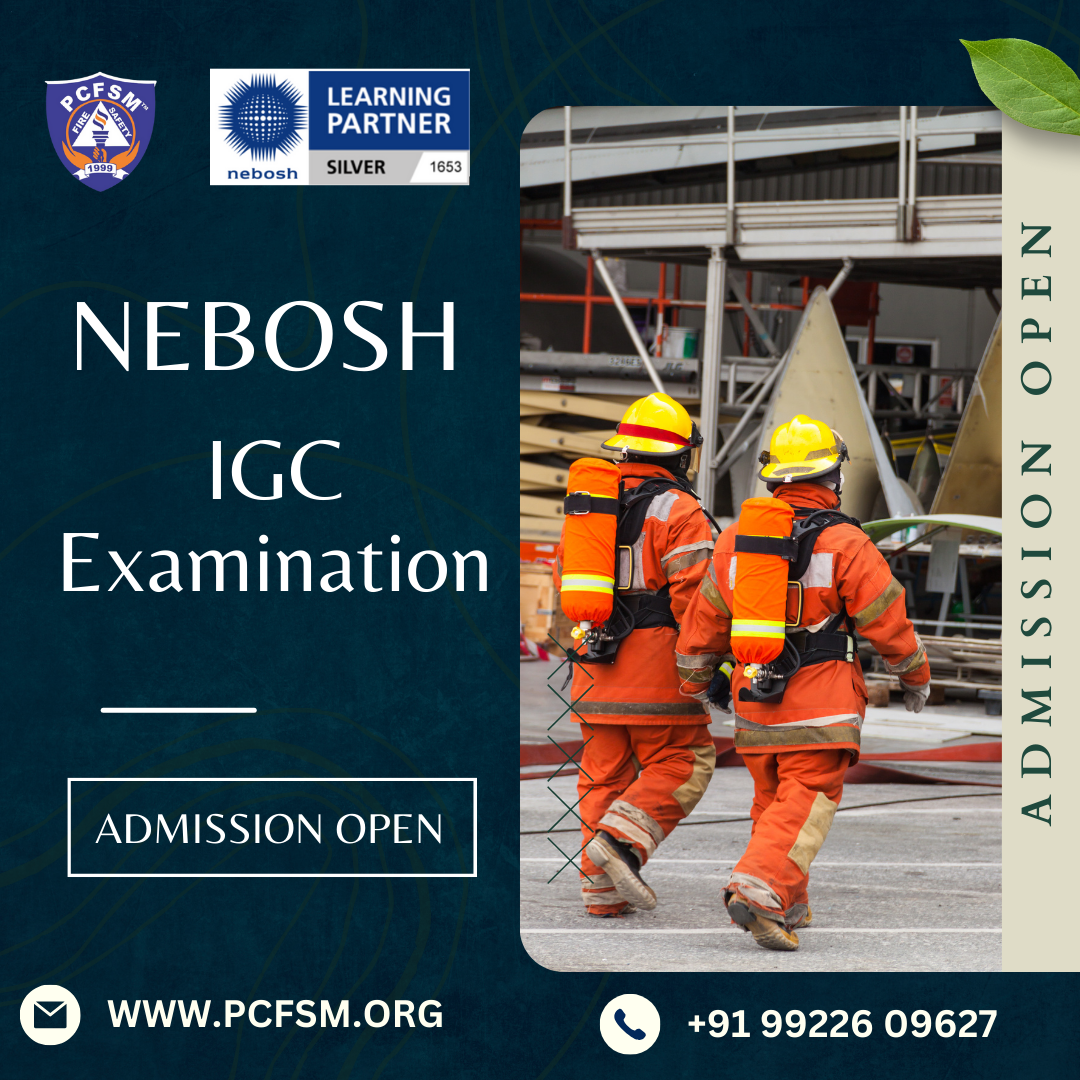 PCFSM™
FIRE SAFETY
1999
LEARNING
PARTNER
nebosh
SILVER
1653
NEBOSH
IGC
Examination
ADMISSION OPEN
ADMISSION OPEN
WWW.PCFSM.ORG
+91 99226 09627